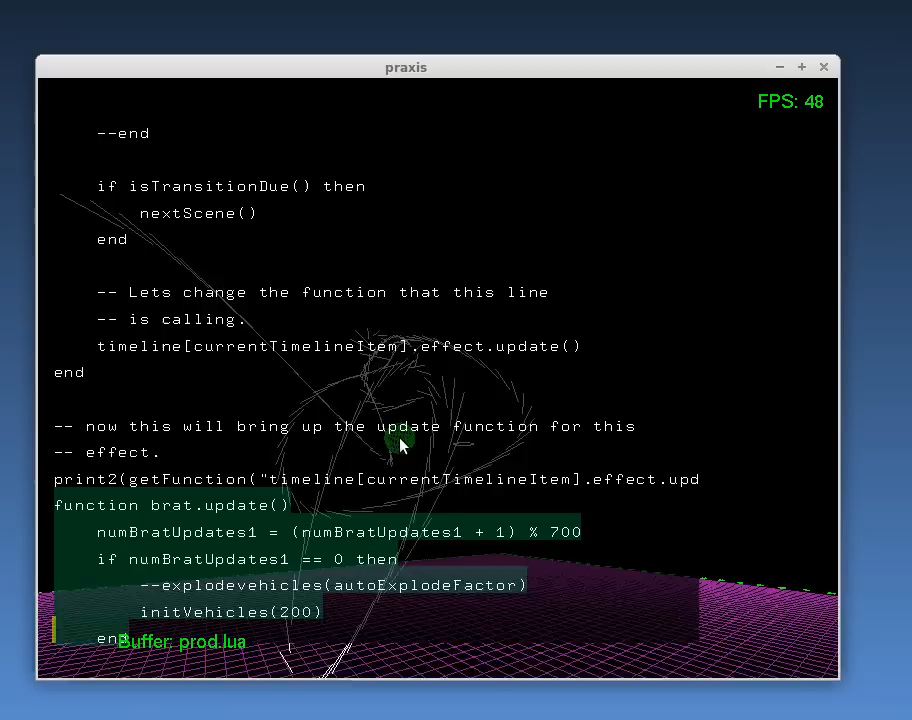 praxis
FPS: 48
--end
if isTransitionDue() then
nextScene()
end
-- Lets change the function that this line
-- is calling.
timeline[currentTimelineItem].effect.update()
end
-- now this will bring up the update function for this
-- effect.
print2(getFunction("timeline[currentTimelineItem].effect.upd
function brat.update()
numBratUpdates1 = (numBratUpdates1 + 1) % 700
if numBratUpdates1 == 0 then
--explodevehicles(autoExplodeFactor)
initVehicles(200)
end
Buffer: prod.lua